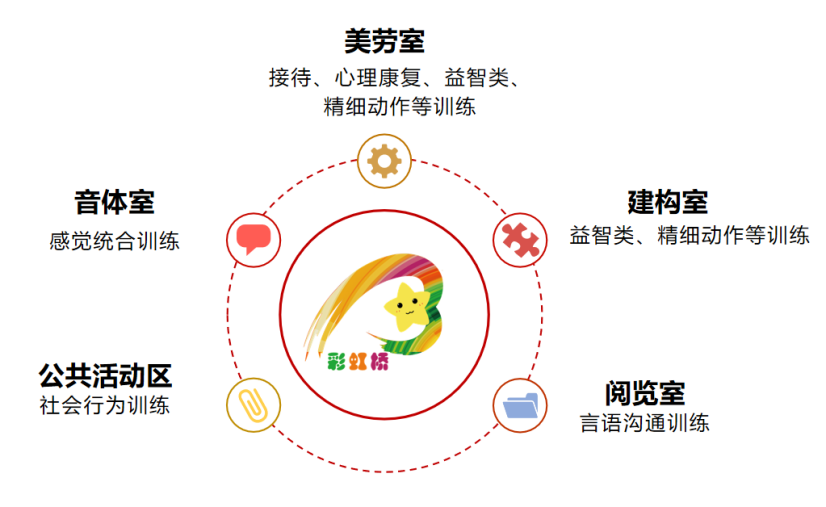 美劳室
接待、心理康复、益智类、
精细动作等训练
音体室
感觉统合训练
建构室
益智类、精细动作等训练
彩虹桥
公共活动区
社会行为训练
阅览室
言语沟通训练